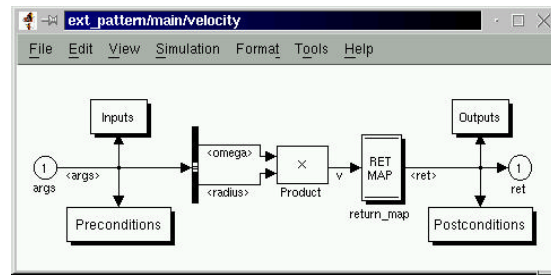 ext_pattern/main/velocity
File Edit View Simulation Format Tools Help
Inputs
Outputs
1
args
<args>
<omega>
<radius>
×
Product
v
RET
MAP
return_map
<ret>
1
ret
Preconditions
Postconditions